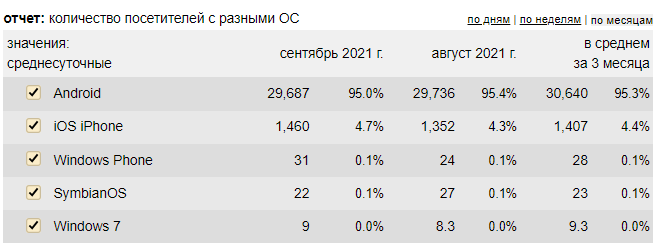 отчет: количество посетителей с разными ОС по дням | по неделям | по месяцам
значения: в среднем
среднесуточные сентябрь 2021 г. август 2021 г. за 3 месяца
Android 29,687 95.0% 29,736 95.4% 30,640 95.3%
iOS iPhone 1,460 4.7% 1,352 4.3% 1,407 4.4%
Windows Phone 31 0.1% 24 0.1% 28 0.1%
SymbianOS 22 0.1% 27 0.1% 23 0.1%
Windows 7 9 0.0% 8.3 0.0% 9.3 0.0%